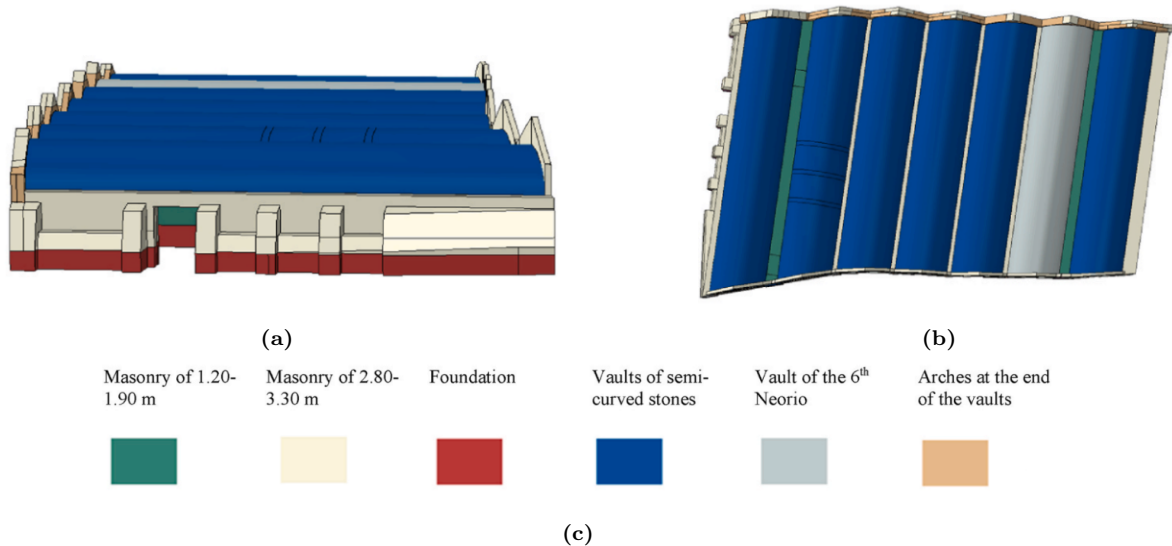 (a)
(b)
Masonry of 1.20-
1.90 m
Masonry of 2.80-
3.30 m
Foundation
Vaults of semi-
curved stones
Vault of the 6th
Neorio
Arches at the end
of the vaults
(c)